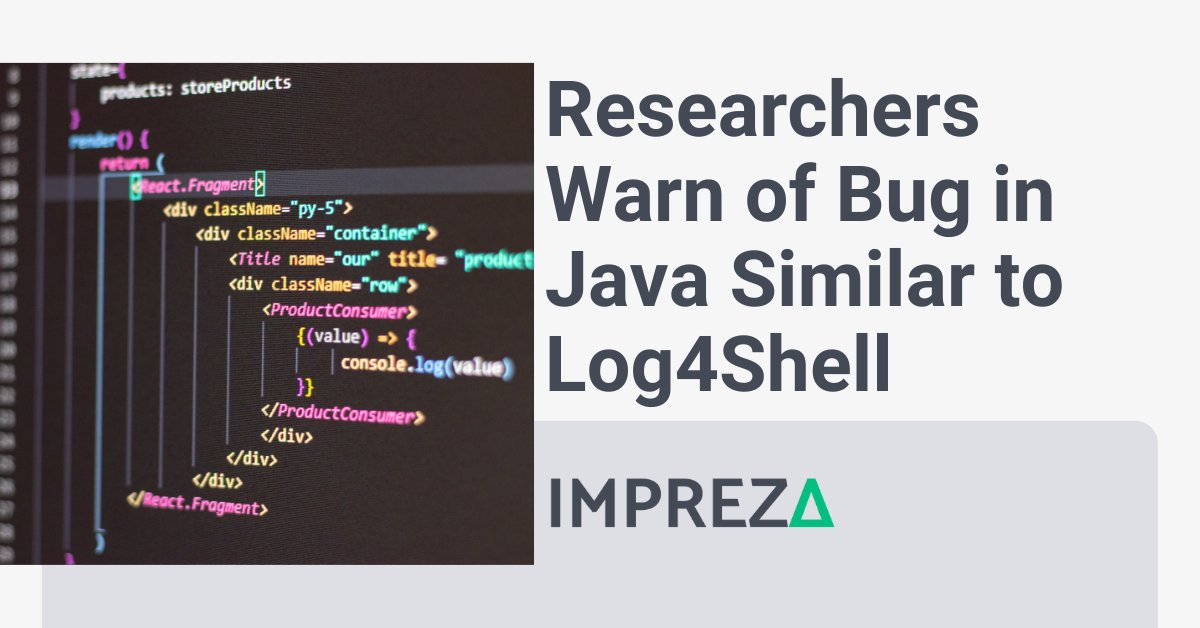 state={
products: storeProducts
}
render() {
return (
<React.Fragment>
<div className="py-5">
<div className="container">
<Title name="our" title= "product
<div className="row">
<ProductConsumer>
{(value) => {
console.log(value)
}}
</ProductConsumer>
</div>
</div>
</div>
</React.Fragment>
)
}
Researchers
Warn of Bug in
Java Similar to
Log4Shell
IMPREZA